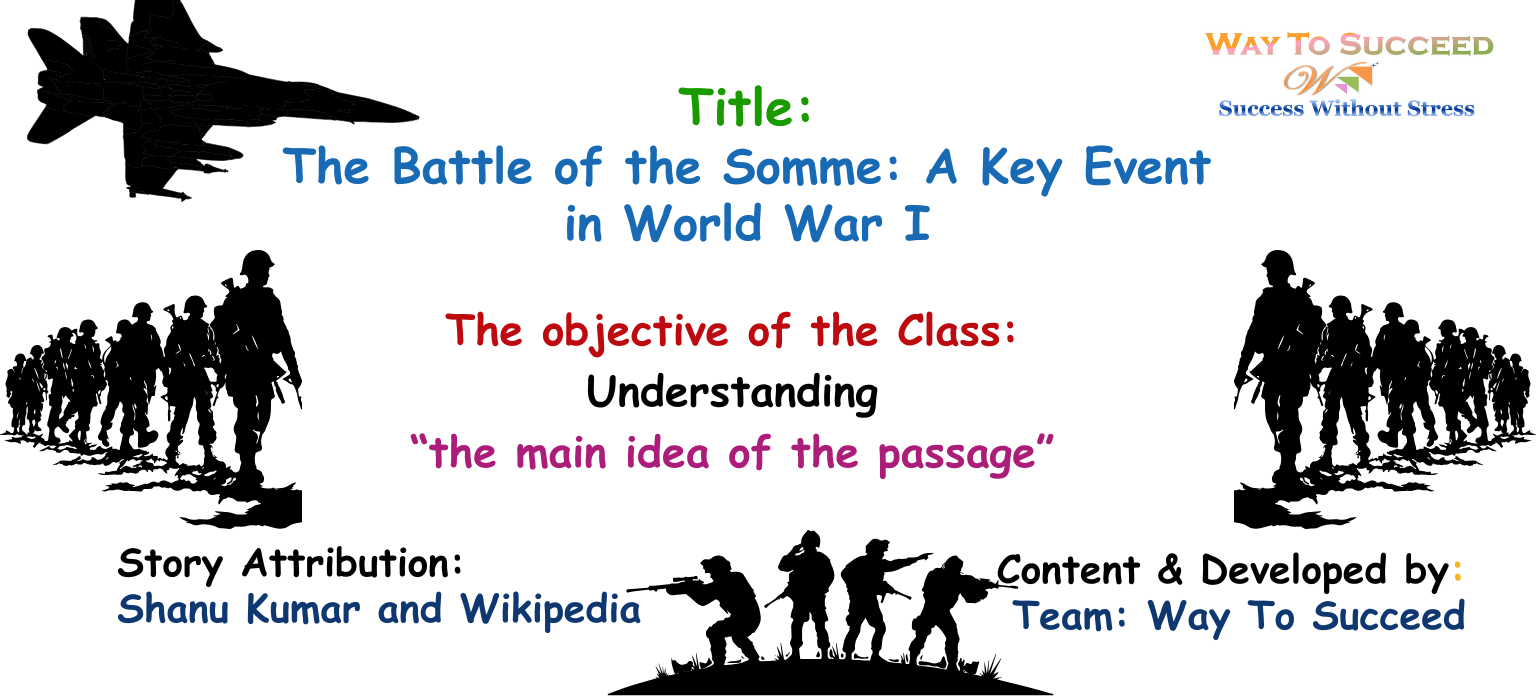 WAY TO SUCCEED
W
Success Without Stress
Title:
The Battle of the Somme: A Key Event
in World War I
The objective of the Class:
Understanding
“the main idea of the passage”
Story Attribution:
Shanu Kumar and Wikipedia
Content & Developed by:
Team: Way To Succeed